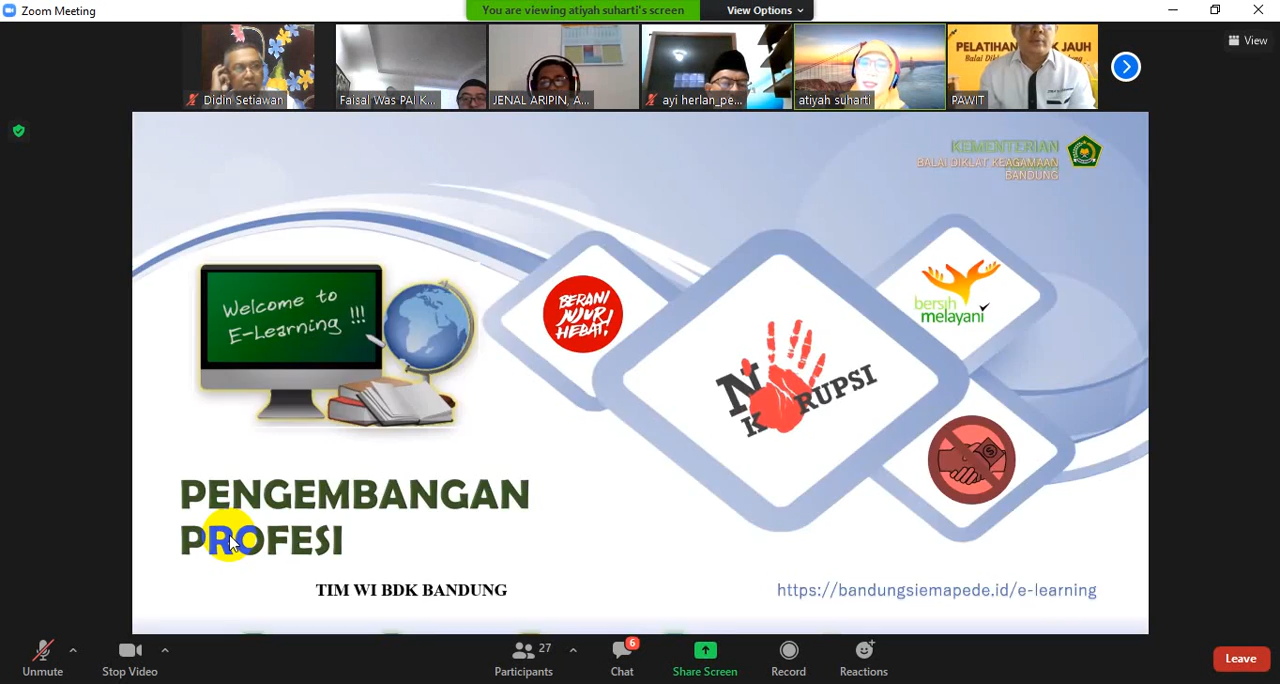 Zoom Meeting
You are viewing atiyah suharti's screen
View Options
View
Didin Setiawan
Faisal Was PAI K...
JENAL ARIPIN, A...
ayi herlan_pe...
atiyah suharti
PELATIHAN
JAUH
PAWIT
KEMENTERIAN
BALAI DIKLAT KEAGAMAAN
BANDUNG
Welcome to
E-Learning !!!
BERANI
JUJUR!
HEBAT!
bersih
melayani
NO
KORUPSI
PENGEMBANGAN
PROFESI
TIM WI BDK BANDUNG
https://bandungsiemapede.id/e-learning
Unmute
Stop Video
27
Participants
6
Chat
Share Screen
Record
Reactions
Leave